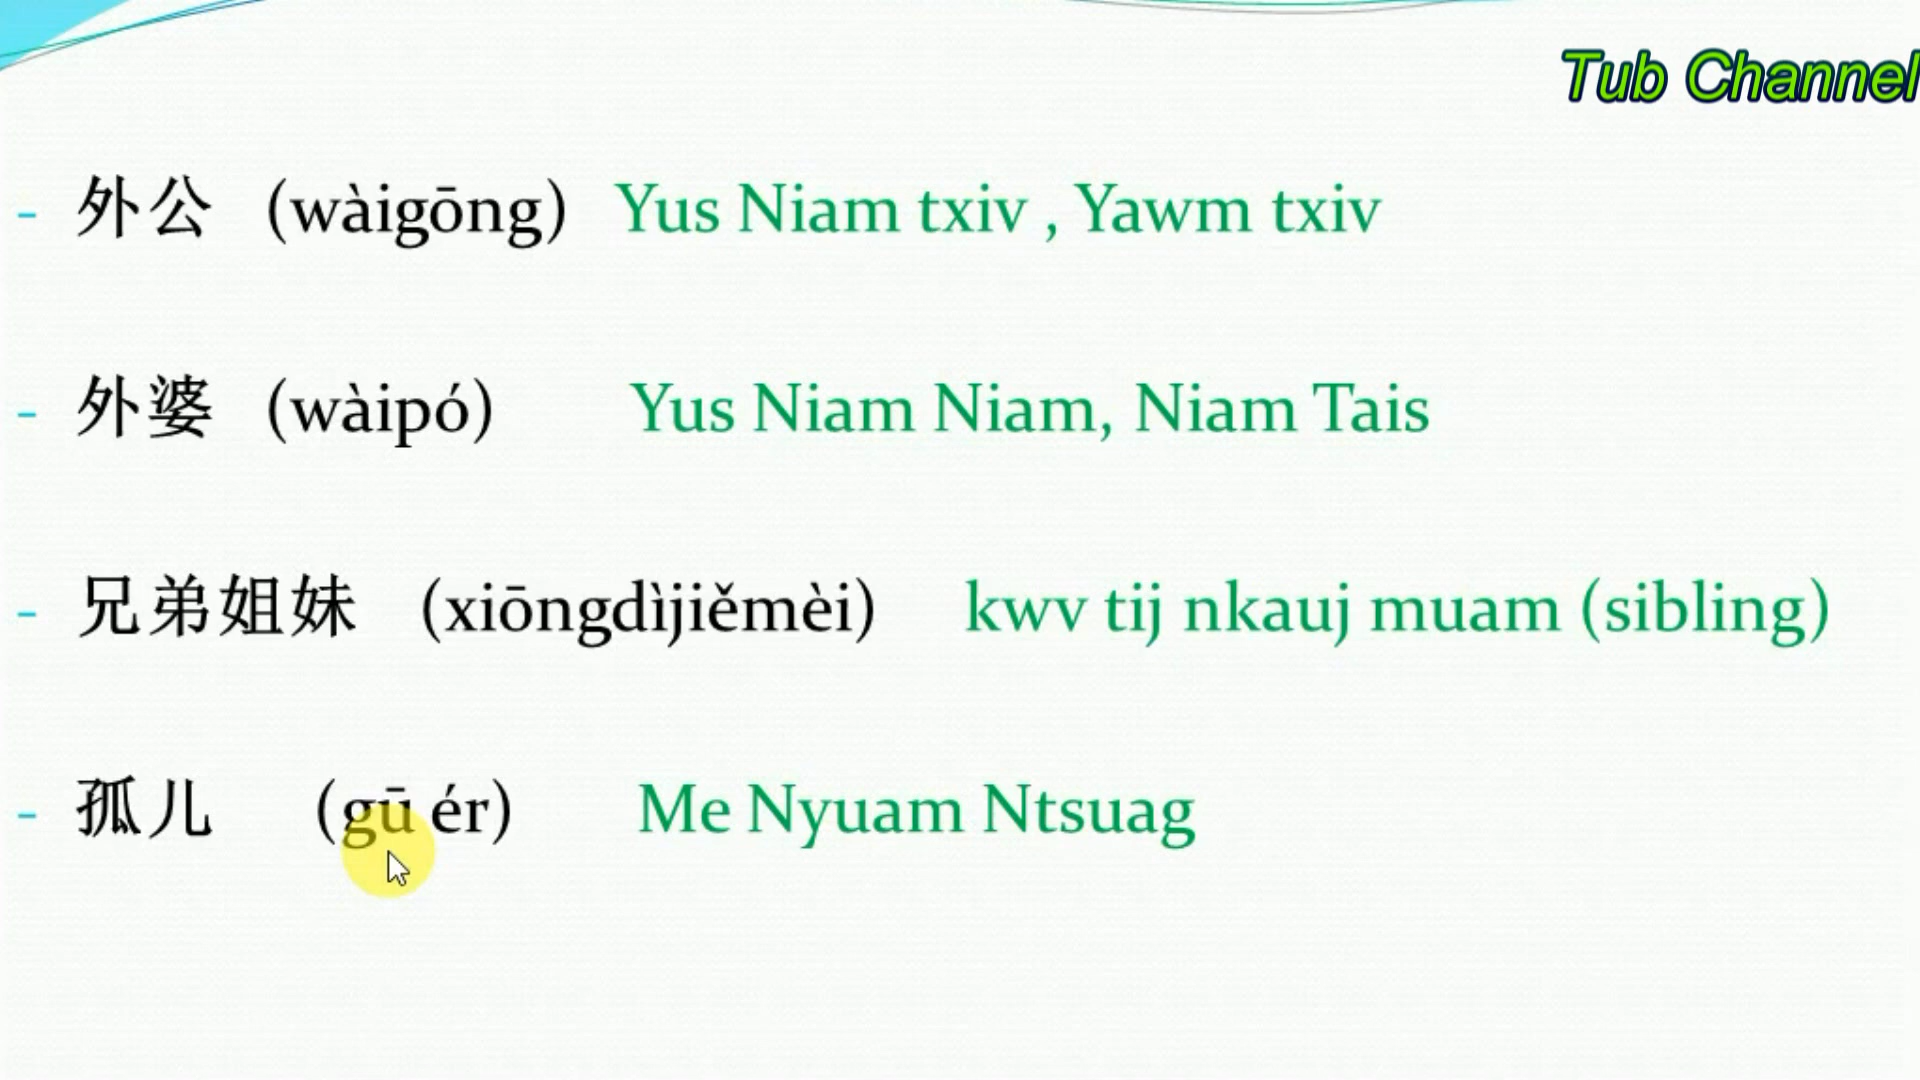 Tub Channel
- 外公 (wàigōng) Yus Niam txiv , Yawm txiv
- 外婆 (wàipó) Yus Niam Niam, Niam Tais
- 兄弟姐妹 (xiōngdìjiěmèi) kwv tij nkauj muam (sibling)
- 孤儿 (gū ér) Me Nyuam Ntsuag